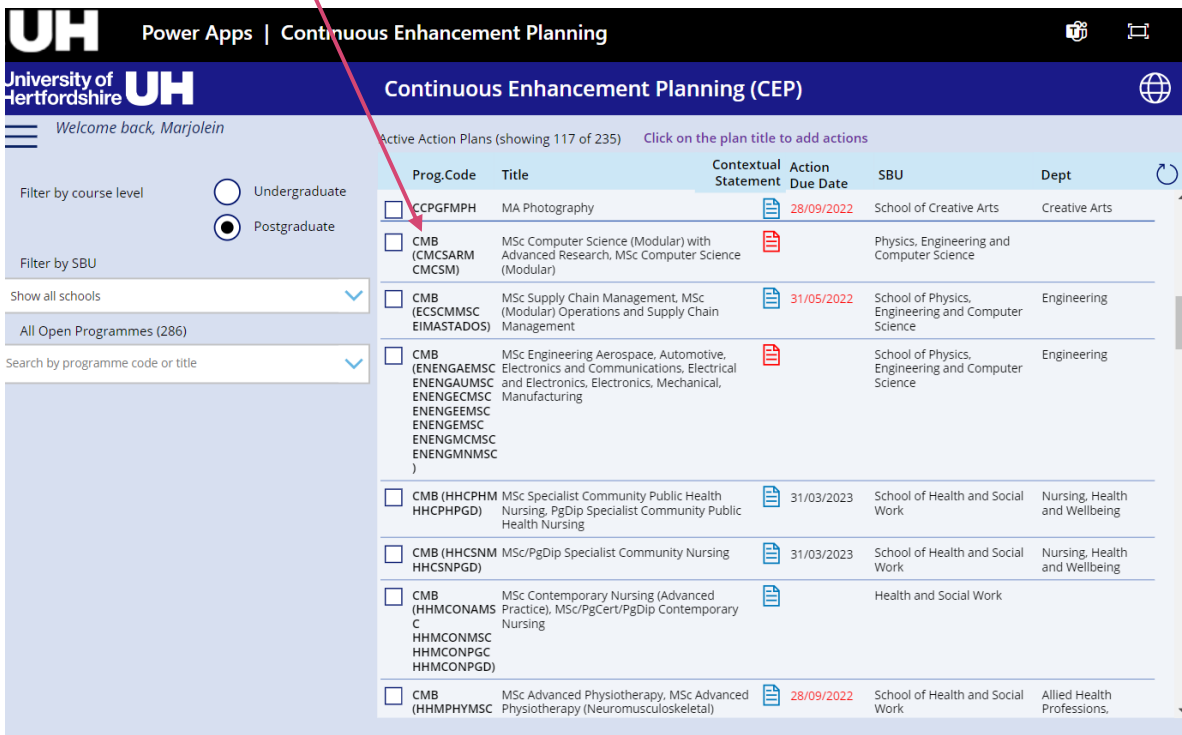 UH Power Apps | Continuous Enhancement Planning
University of
Hertfordshire UH
Continuous Enhancement Planning (CEP)
Welcome back, Marjolein
Filter by course level
Undergraduate
Postgraduate
Filter by SBU
Show all schools
All Open Programmes (286)
Search by programme code or title
Active Action Plans (showing 117 of 235) Click on the plan title to add actions
Prog.Code Title Contextual Statement Action Due Date SBU Dept
CCPGFMPH MA Photography 28/09/2022 School of Creative Arts Creative Arts
CMB MSc Computer Science (Modular) with Physics, Engineering and
(CMCSARM Advanced Research, MSc Computer Science Computer Science
CMCSM) (Modular)
CMB MSc Supply Chain Management, MSc 31/05/2022 School of Physics, Engineering
(ECSCMMSC (Modular) Operations and Supply Chain Engineering and Computer
EIMASTADOS) Management Science
CMB MSc Engineering Aerospace, Automotive, School of Physics, Engineering
(ENENGAEMSC Electronics and Communications, Electrical Engineering and Computer
ENENGAUMSC and Electronics, Electronics, Mechanical, Science
ENENGECMSC Manufacturing
ENENGEEMSC
ENENGEMSC
ENENGMCMSC
ENENGMNMSC
)
CMB (HHCPHM MSc Specialist Community Public Health 31/03/2023 School of Health and Social Nursing, Health
HHCPHPGD) Nursing, PgDip Specialist Community Public Work and Wellbeing
Health Nursing
CMB (HHCSNM MSc/PgDip Specialist Community Nursing 31/03/2023 School of Health and Social Nursing, Health
HHCSNPGD) Work and Wellbeing
CMB MSc Contemporary Nursing (Advanced Health and Social Work
(HHMCONAMS Practice), MSc/PgCert/PgDip Contemporary
C Nursing
HHMCONMSC
HHMCONPGC
HHMCONPGD)
CMB MSc Advanced Physiotherapy, MSc Advanced 28/09/2022 School of Health and Social Allied Health
(HHMPHYMSC Physiotherapy (Neuromusculoskeletal) Work Professions,